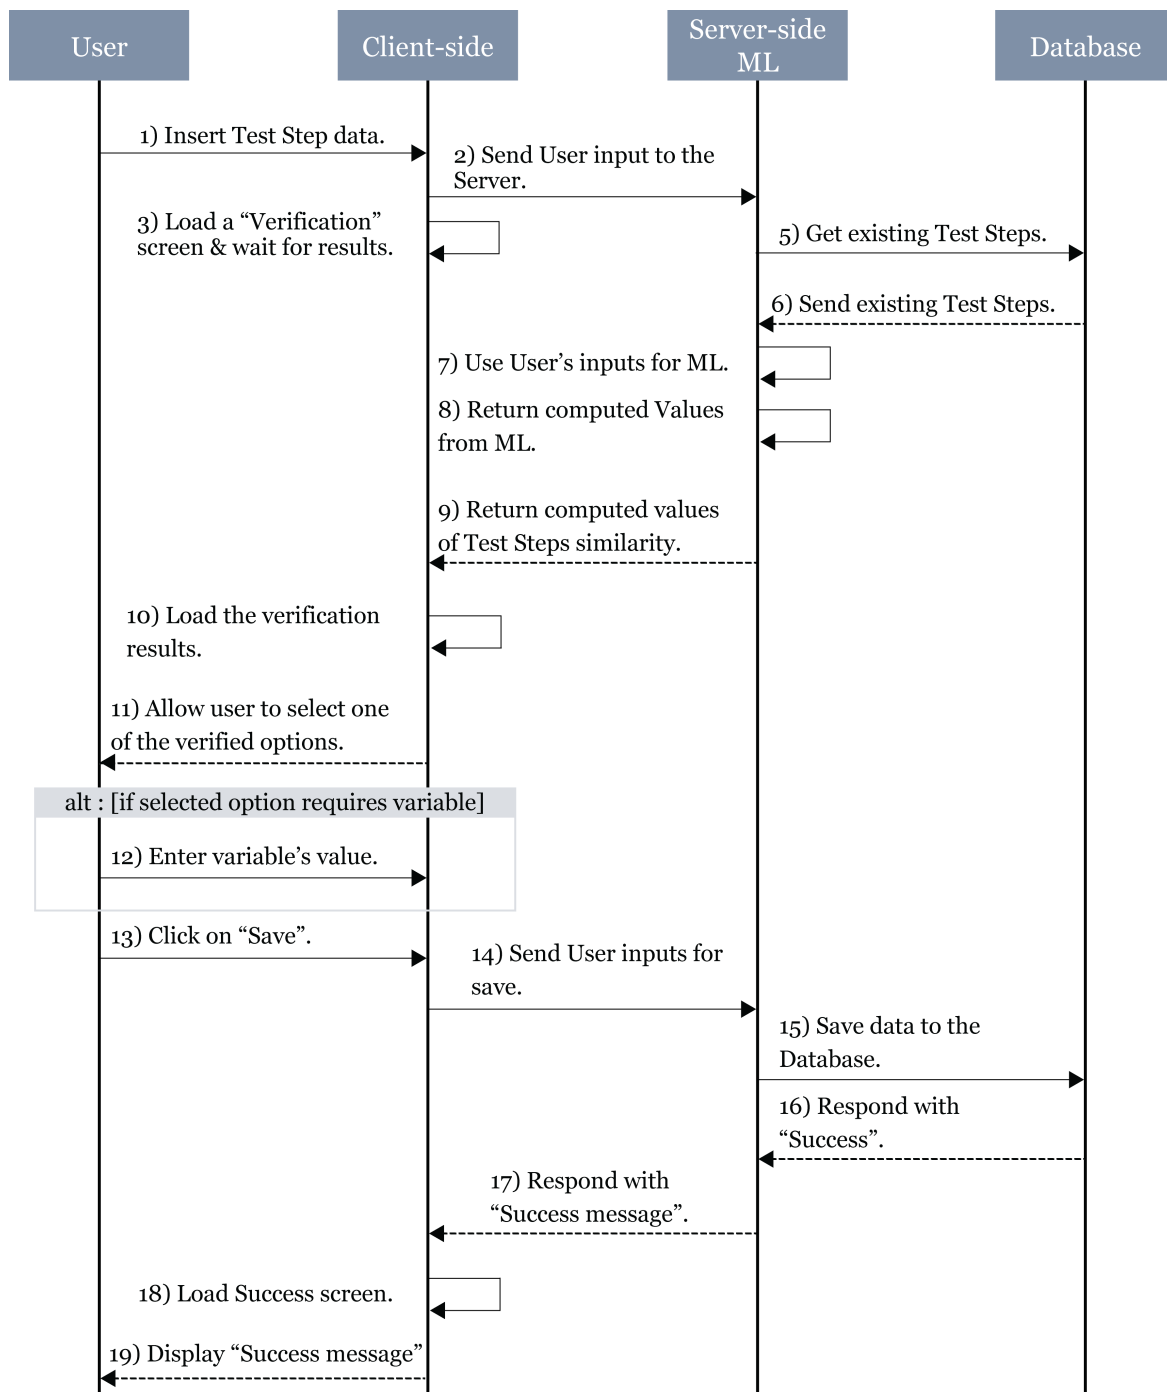 User
Client-side
Server-side
ML
Database
1) Insert Test Step data.
2) Send User input to the
Server.
3) Load a “Verification”
screen & wait for results.
5) Get existing Test Steps.
6) Send existing Test Steps.
7) Use User’s inputs for ML.
8) Return computed Values
from ML.
9) Return computed values
of Test Steps similarity.
10) Load the verification
results.
11) Allow user to select one
of the verified options.
alt : [if selected option requires variable]
12) Enter variable’s value.
13) Click on “Save”.
14) Send User inputs for
save.
15) Save data to the
Database.
16) Respond with
“Success”.
17) Respond with
“Success message”.
18) Load Success screen.
19) Display “Success message”